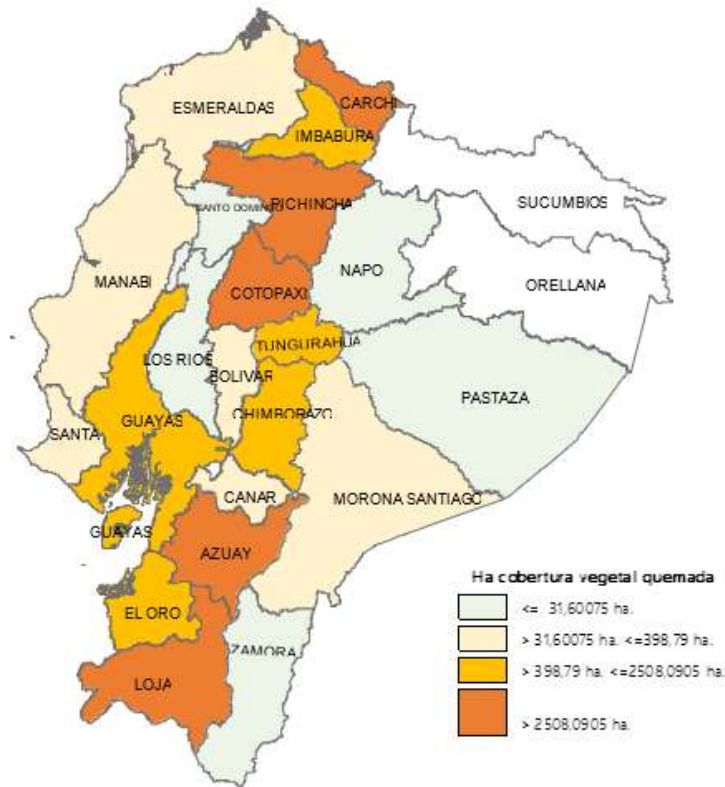 ESMERALDAS
CARCHI
IMBABURA
PICHINCHA
SANTO DOMINGO
SUCUMBIOS
NAPO
MANABI
ORELLANA
COTOPAXI
TUNGURAHUA
LOS RIOS
BOLIVAR
PASTAZA
CHIMBORAZO
GUAYAS
SANTA
CANAR
MORONA SANTIAGO
GUAYAS
AZUAY
EL ORO
ZAMORA
LOJA
Ha cobertura vegetal quemada
<= 31,60075 ha.
> 31,60075 ha. <=398,79 ha.
> 398,79 ha. <=2508,0905 ha.
> 2508,0905 ha.